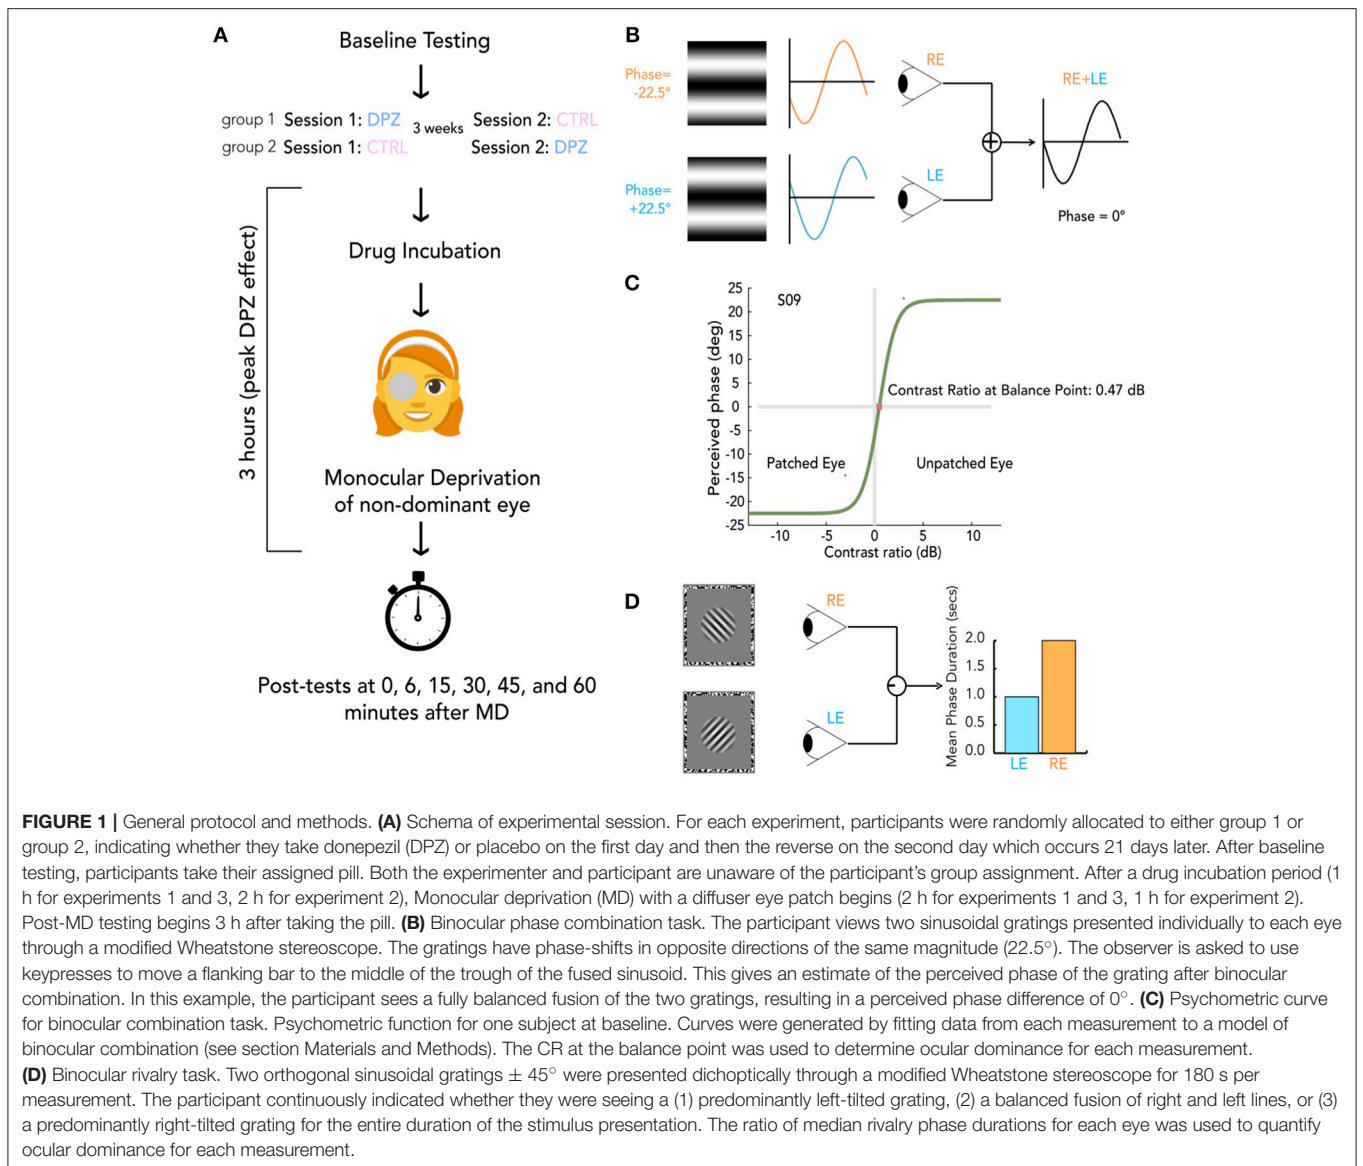 A
Baseline Testing
group 1 Session 1: DPZ
3 weeks
Session 2: CTRL
group 2 Session 1: CTRL
Session 2: DPZ
3 hours (peak DPZ effect)
Drug Incubation
Monocular Deprivation
of non-dominant eye
Post-tests at 0, 6, 15, 30, 45, and 60
minutes after MD
B
Phase=
-22.5°
RE
Phase=
+22.5°
LE
RE+LE
Phase = 0°
C
Perceived phase (deg)
25
20
15
10
5
0
-5
-10
-15
-20
-25
S09
Contrast Ratio at Balance Point: 0.47 dB
Patched Eye
Unpatched Eye
-10
-5
0
5
10
Contrast ratio (dB)
D
RE
LE
Mean Phase Duration (secs)
2.0
1.5
1.0
0.5
0.0
LE
RE
FIGURE 1 | General protocol and methods. (A) Schema of experimental session. For each experiment, participants were randomly allocated to either group 1 or
group 2, indicating whether they take donepezil (DPZ) or placebo on the first day and then the reverse on the second day which occurs 21 days later. After baseline
testing, participants take their assigned pill. Both the experimenter and participant are unaware of the participant's group assignment. After a drug incubation period (1
h for experiments 1 and 3, 2 h for experiment 2), Monocular deprivation (MD) with a diffuser eye patch begins (2 h for experiments 1 and 3, 1 h for experiment 2).
Post-MD testing begins 3 h after taking the pill. (B) Binocular phase combination task. The participant views two sinusoidal gratings presented individually to each eye
through a modified Wheatstone stereoscope. The gratings have phase-shifts in opposite directions of the same magnitude (22.5°). The observer is asked to use
keypresses to move a flanking bar to the middle of the trough of the fused sinusoid. This gives an estimate of the perceived phase of the grating after binocular
combination. In this example, the participant sees a fully balanced fusion of the two gratings, resulting in a perceived phase difference of 0°. (C) Psychometric curve
for binocular combination task. Psychometric function for one subject at baseline. Curves were generated by fitting data from each measurement to a model of
binocular combination (see section Materials and Methods). The CR at the balance point was used to determine ocular dominance for each measurement.
(D) Binocular rivalry task. Two orthogonal sinusoidal gratings ± 45° were presented dichoptically through a modified Wheatstone stereoscope for 180 s per
measurement. The participant continuously indicated whether they were seeing a (1) predominantly left-tilted grating, (2) a balanced fusion of right and left lines, or (3)
a predominantly right-tilted grating for the entire duration of the stimulus presentation. The ratio of median rivalry phase durations for each eye was used to quantify
ocular dominance for each measurement.